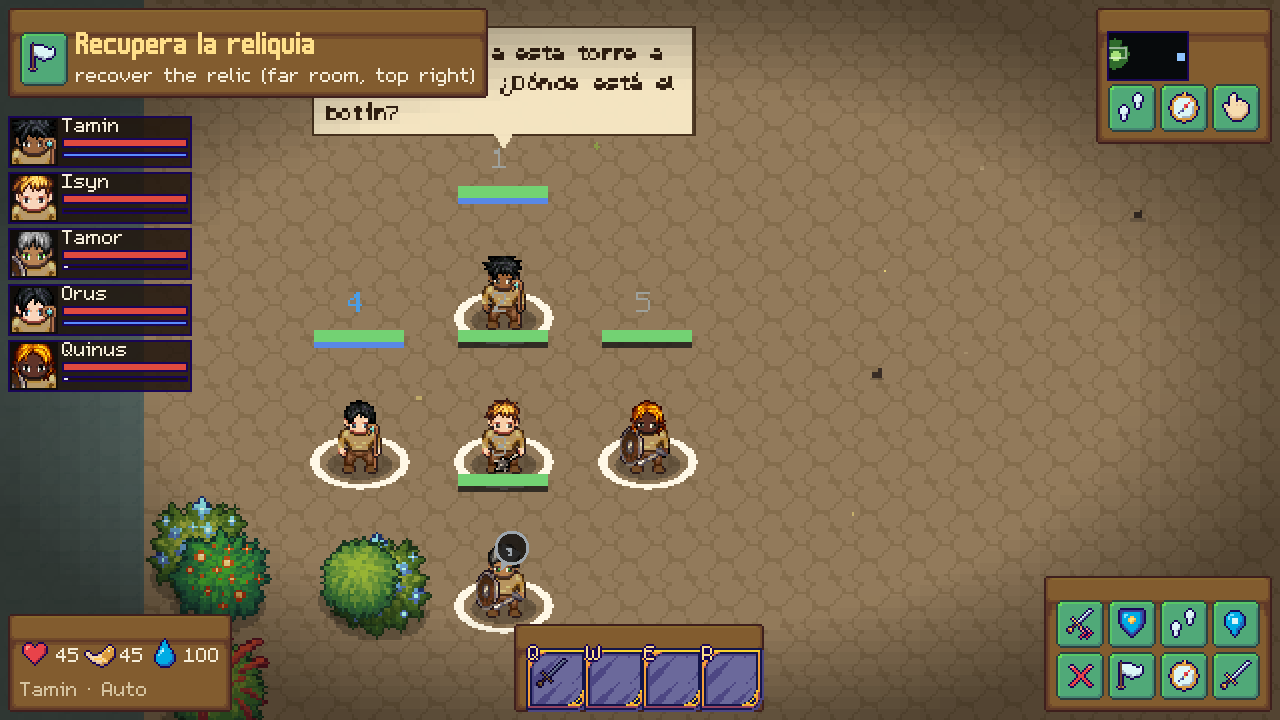 Recupera la reliquia
recover the relic (far room, top right)
a esta torre a
¿Dónde está el
botín?
Tamin
Isyn
Tamor
Orus
Quinus
1
4
5
3
Q W E R
45 45 100
Tamin · Auto